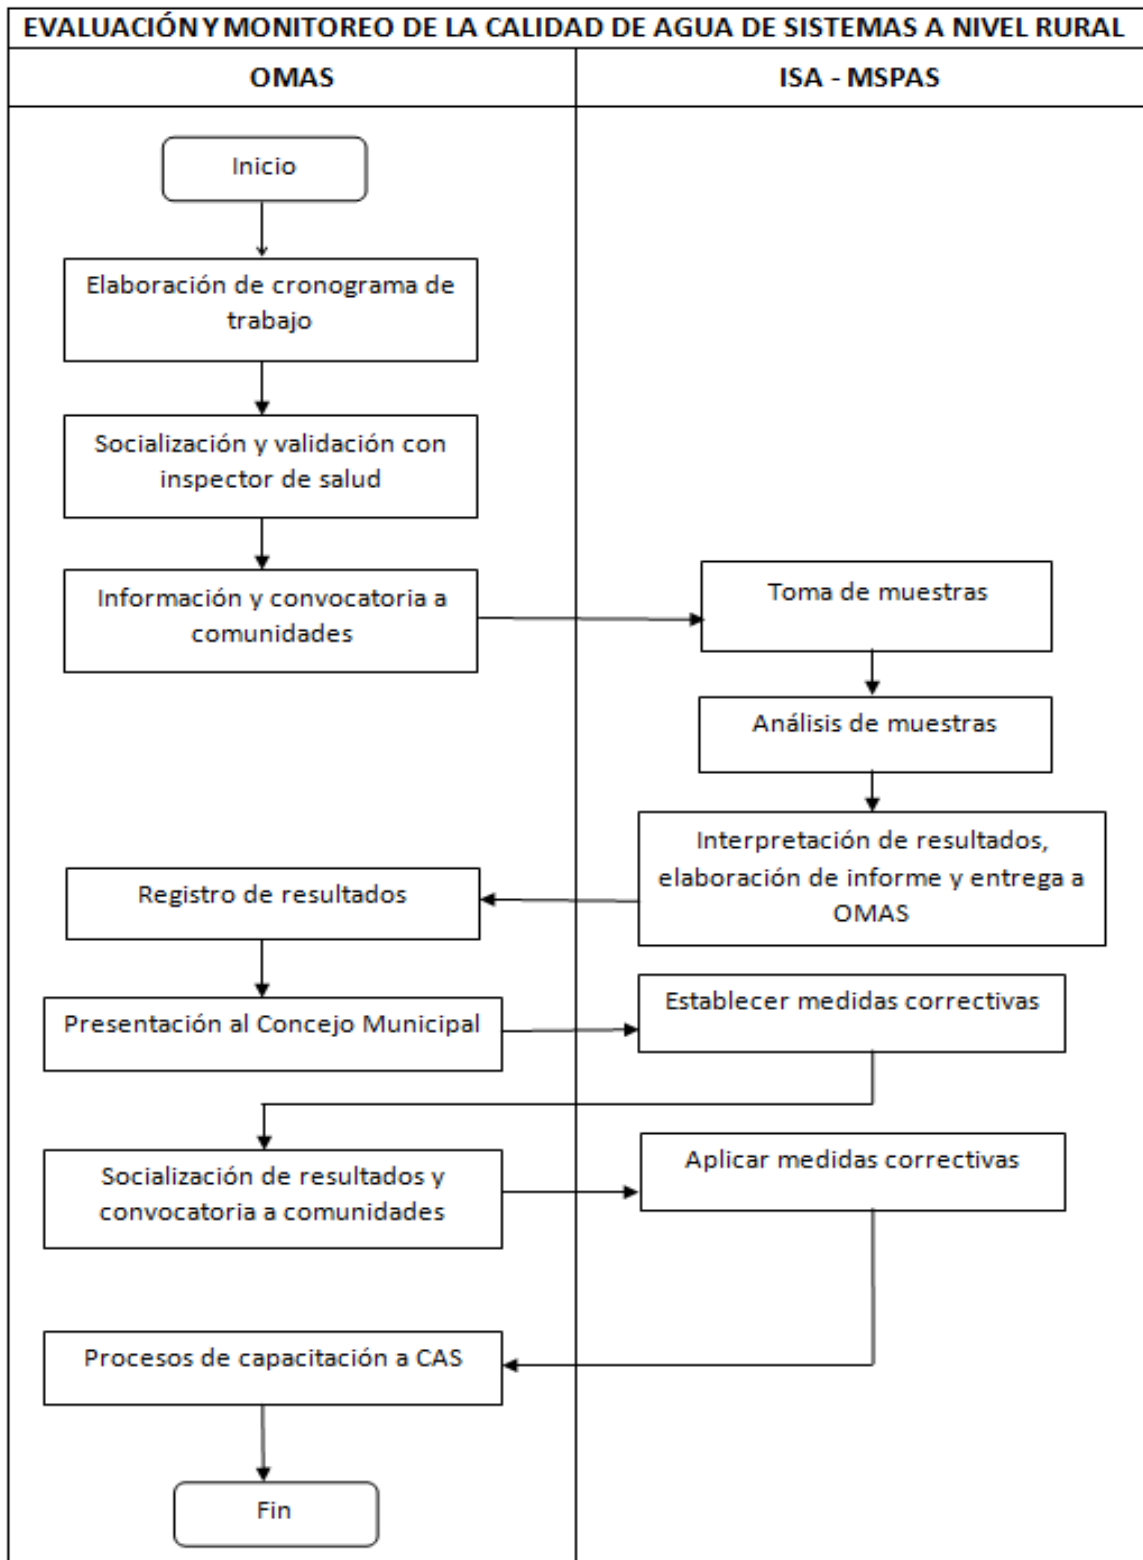 EVALUACIÓN Y MONITOREO DE LA CALIDAD DE AGUA DE SISTEMAS A NIVEL RURAL
OMAS
ISA - MSPAS
Inicio
Elaboración de cronograma de
trabajo
Socialización y validación con
inspector de salud
Información y convocatoria a
comunidades
Toma de muestras
Análisis de muestras
Interpretación de resultados,
elaboración de informe y entrega a
OMAS
Registro de resultados
Presentación al Concejo Municipal
Establecer medidas correctivas
Socialización de resultados y
convocatoria a comunidades
Aplicar medidas correctivas
Procesos de capacitación a CAS
Fin